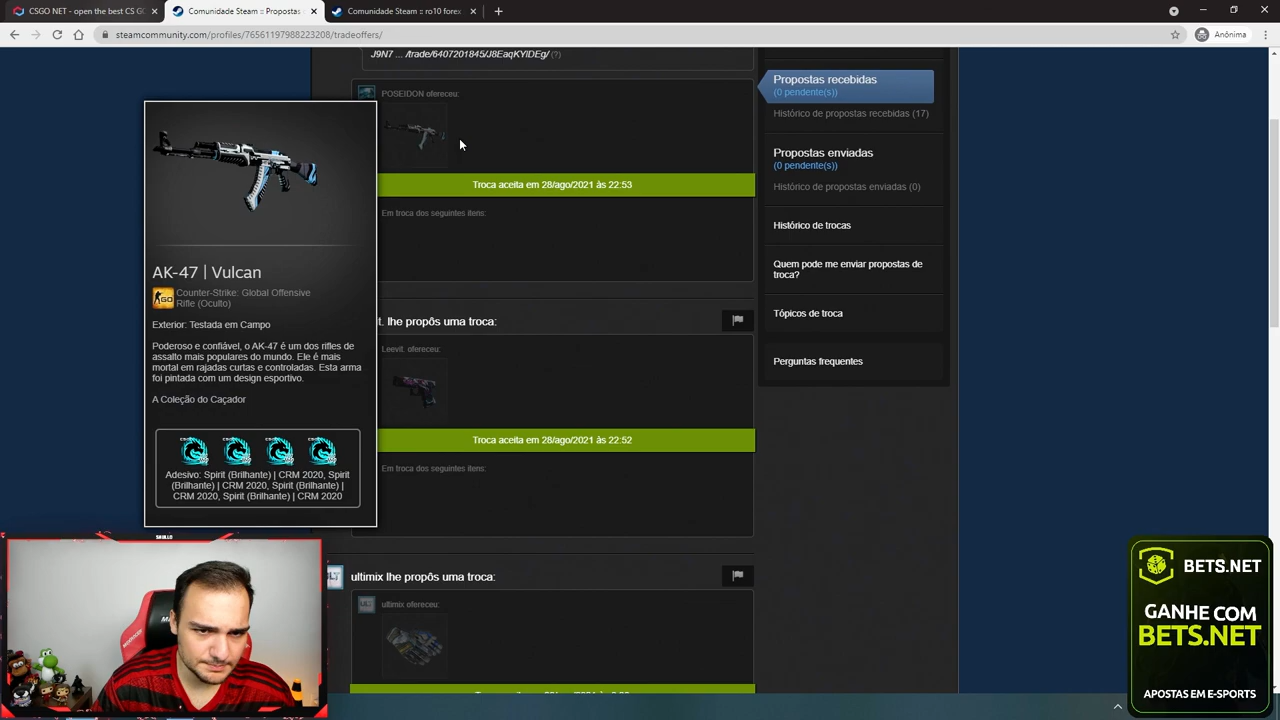 CSGO NET - open the best CS GO
Comunidade Steam :: Propostas
Comunidade Steam :: ro10 forex
steamcommunity.com/profiles/76561197988223208/tradeoffers/
Anónima
J9N7 ... /trade/6407201845/J8EaqKYlDEg/ (?)
POSEIDON ofereceu:
Troca aceita em 28/ago/2021 às 22:53
Em troca dos seguintes itens:
t. lhe propôs uma troca:
Leevit. ofereceu:
Troca aceita em 28/ago/2021 às 22:52
Em troca dos seguintes itens:
ultimix lhe propôs uma troca:
ultimix ofereceu:
Propostas recebidas
(0 pendente(s))
Histórico de propostas recebidas (17)
Propostas enviadas
(0 pendente(s))
Histórico de propostas enviadas (0)
Histórico de trocas
Quem pode me enviar propostas de
troca?
Tópicos de troca
Perguntas frequentes
AK-47 | Vulcan
Counter-Strike: Global Offensive
Rifle (Oculto)
Exterior: Testada em Campo
Poderoso e confiável, o AK-47 é um dos rifles de
assalto mais populares do mundo. Ele é mais
mortal em rajadas curtas e controladas. Esta arma
foi pintada com um design esportivo.
A Coleção do Caçador
Adesivo: Spirit (Brilhante) | CRM 2020, Spirit
(Brilhante) | CRM 2020, Spirit (Brilhante) |
CRM 2020, Spirit (Brilhante) | CRM 2020
BETS.NET
GANHE COM
BETS.NET
APOSTAS EM E-SPORTS